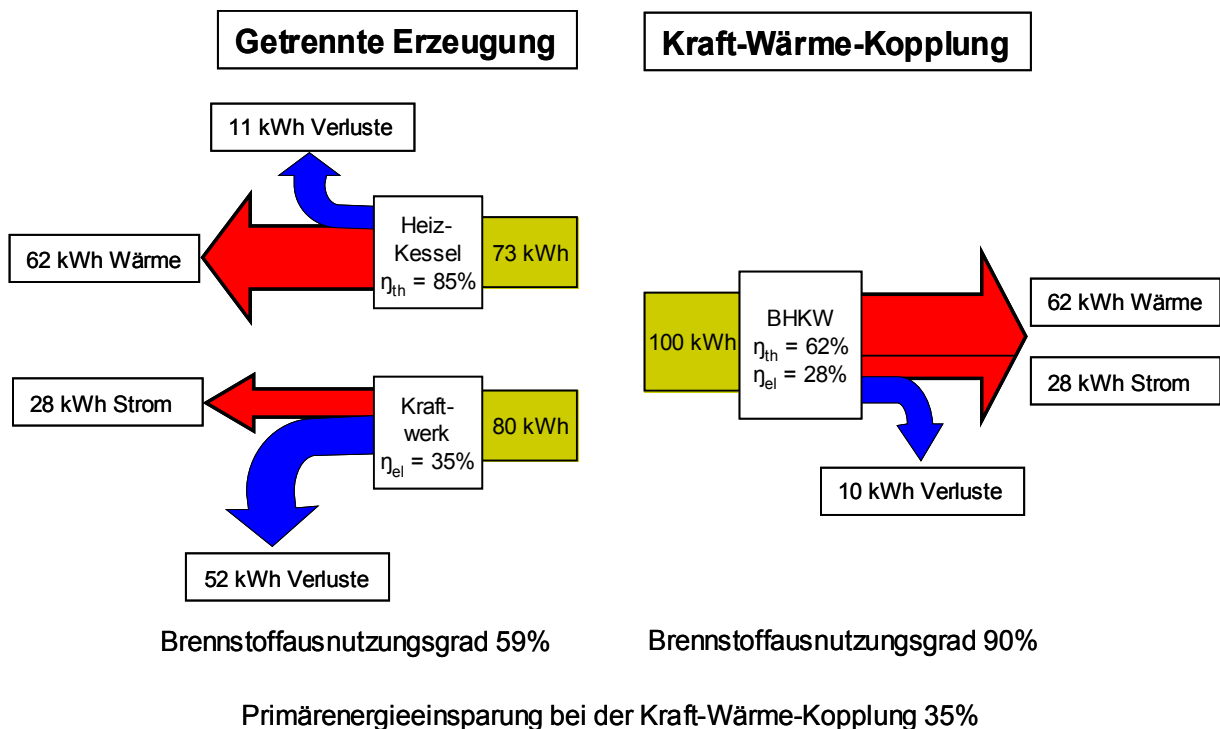 Getrennte Erzeugung
11 kWh Verluste
62 kWh Wärme
Heiz-
Kessel
ηth = 85%
73 kWh
28 kWh Strom
Kraft-
werk
ηel = 35%
80 kWh
52 kWh Verluste
Brennstoffausnutzungsgrad 59%
Kraft-Wärme-Kopplung
100 kWh
BHKW
ηth = 62%
ηel = 28%
62 kWh Wärme
28 kWh Strom
10 kWh Verluste
Brennstoffausnutzungsgrad 90%
Primärenergieeinsparung bei der Kraft-Wärme-Kopplung 35%